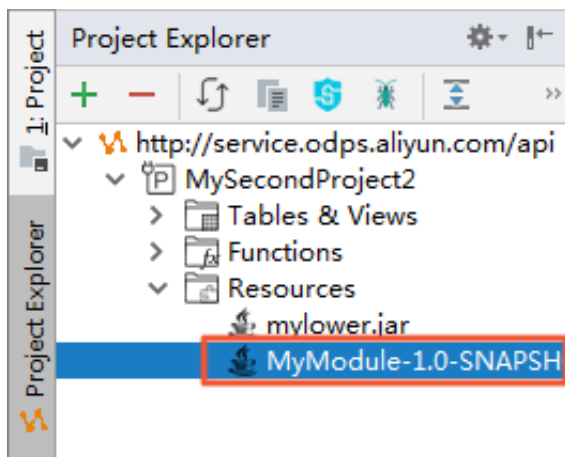 1: Project
Project Explorer
Project Explorer
http://service.odps.aliyun.com/api
MySecondProject2
Tables & Views
Functions
Resources
mylower.jar
MyModule-1.0-SNAPSH